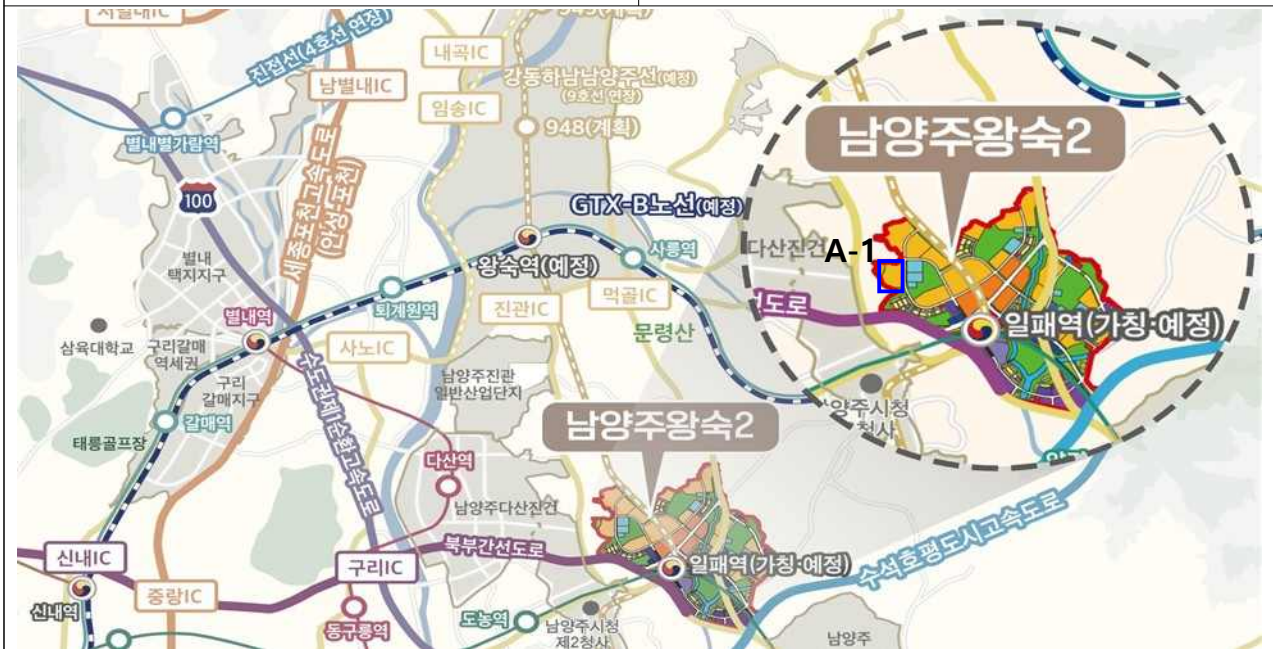 내곡IC
진접선(4호선 연장)
남별내IC
강동하남남양주선(예정)
(9호선 연장)
임송IC
948(계획)
별내별가람역
100
세종포천고속도로
(안성-포천)
GTX-B노선(예정)
별내
택지지구
왕숙역(예정)
사릉역
퇴계원역
진관IC
먹골IC
별내역
문령산
삼육대학교
구리갈매
역세권
사노IC
구리
갈매지구
남양주진관
일반산업단지
수도권제1순환고속도로
갈매역
태릉골프장
남양주왕숙2
다산역
남양주다산진건
북부간선도로
일패역(가칭·예정)
수석호평도시고속도로
신내IC
구리IC
중랑IC
신내역
동구릉역
도농역
남양주시청
제2청사
남양주
남양주왕숙2
다산진건
A-1
일패역(가칭·예정)
양주시청
청사